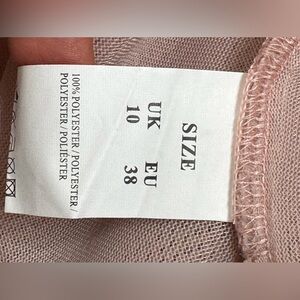 SIZE
UK EU
10 38
100% POLYESTER / POLYESTER /
POLYESTER / POLIÉSTER